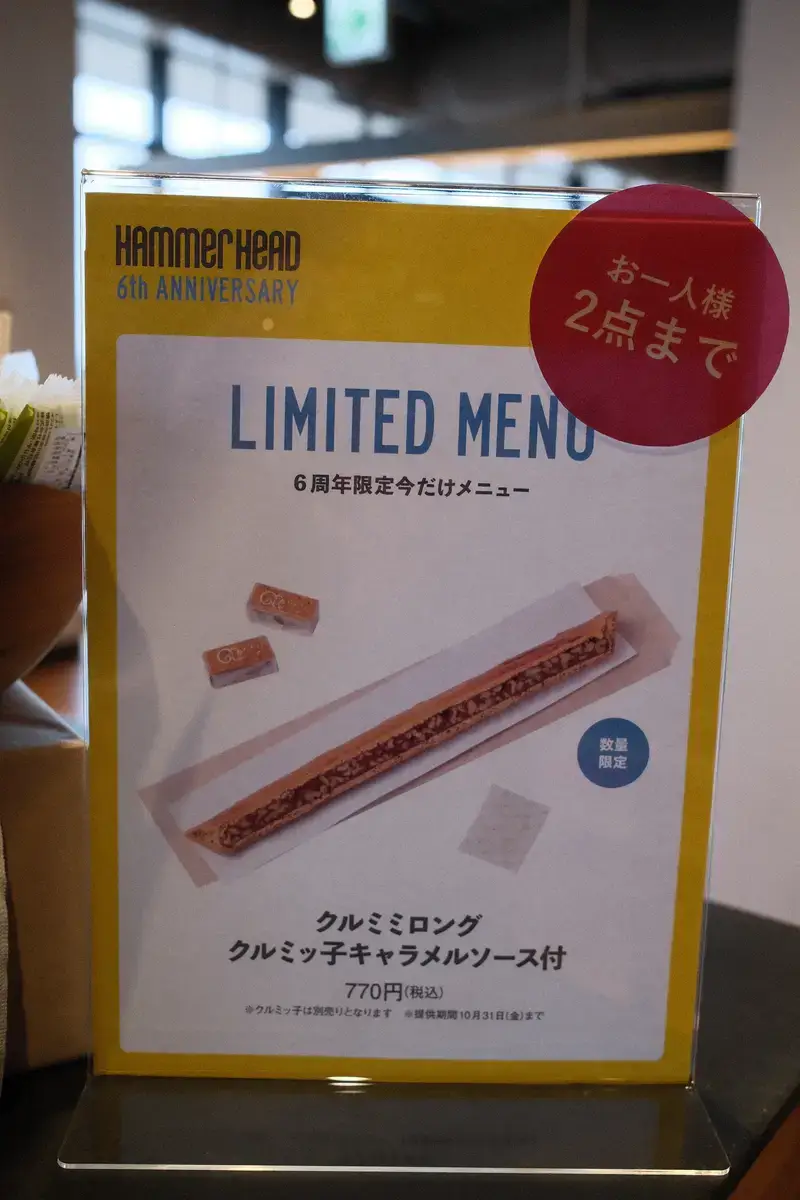 HAMMERHEAD
6th ANNIVERSARY
お一人様
2点まで
LIMITED MENU
6周年限定今だけメニュー
数量
限定
クルミミロング
クルミッ子キャラメルソース付
770円(税込)
※クルミッ子は別売りとなります ※提供期間10月31日(金)まで